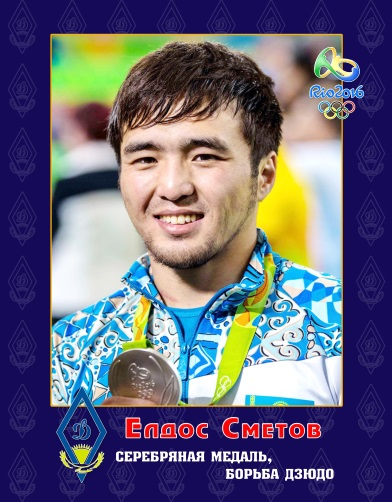 Rio2016
Д
Елдос Сметов
СЕРЕБРЯНАЯ МЕДАЛЬ,
БОРЬБА ДЗЮДО